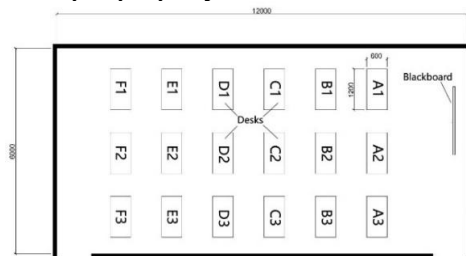 12000
600
F1 E1 D1 C1 B1 A1
1200
Blackboard
Desks
6000
F2 E2 D2 C2 B2 A2
F3 E3 D3 C3 B3 A3